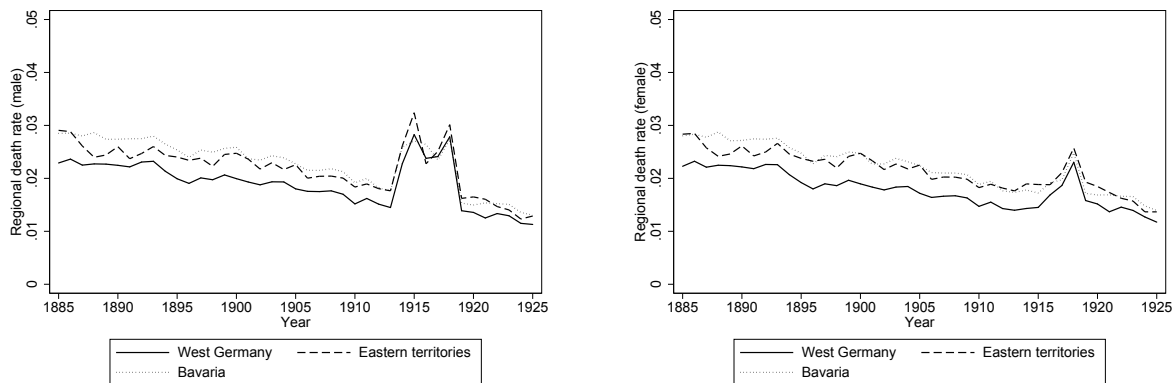 Regional death rate (male)
.05
.04
.03
.02
.01
0
1885 1890 1895 1900 1905 1910 1915 1920 1925
Year
West Germany Eastern territories
Bavaria
Regional death rate (female)
.05
.04
.03
.02
.01
0
1885 1890 1895 1900 1905 1910 1915 1920 1925
Year
West Germany Eastern territories
Bavaria